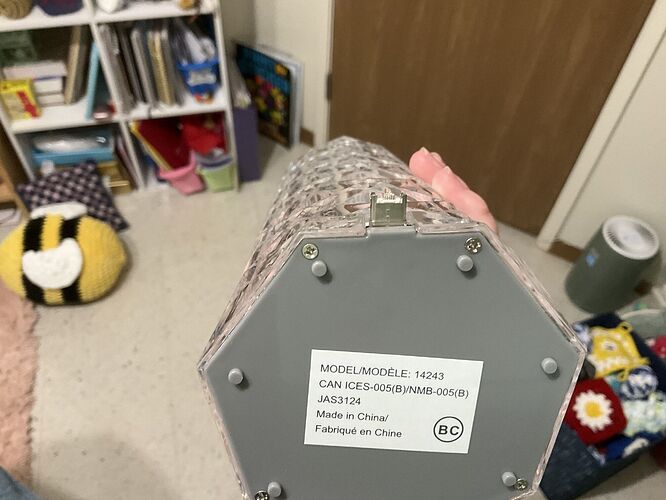 MODEL/MODÈLE: 14243
CAN ICES-005(B)/NMB-005(B)
JAS3124
Made in China/
Fabriqué en Chine
BC